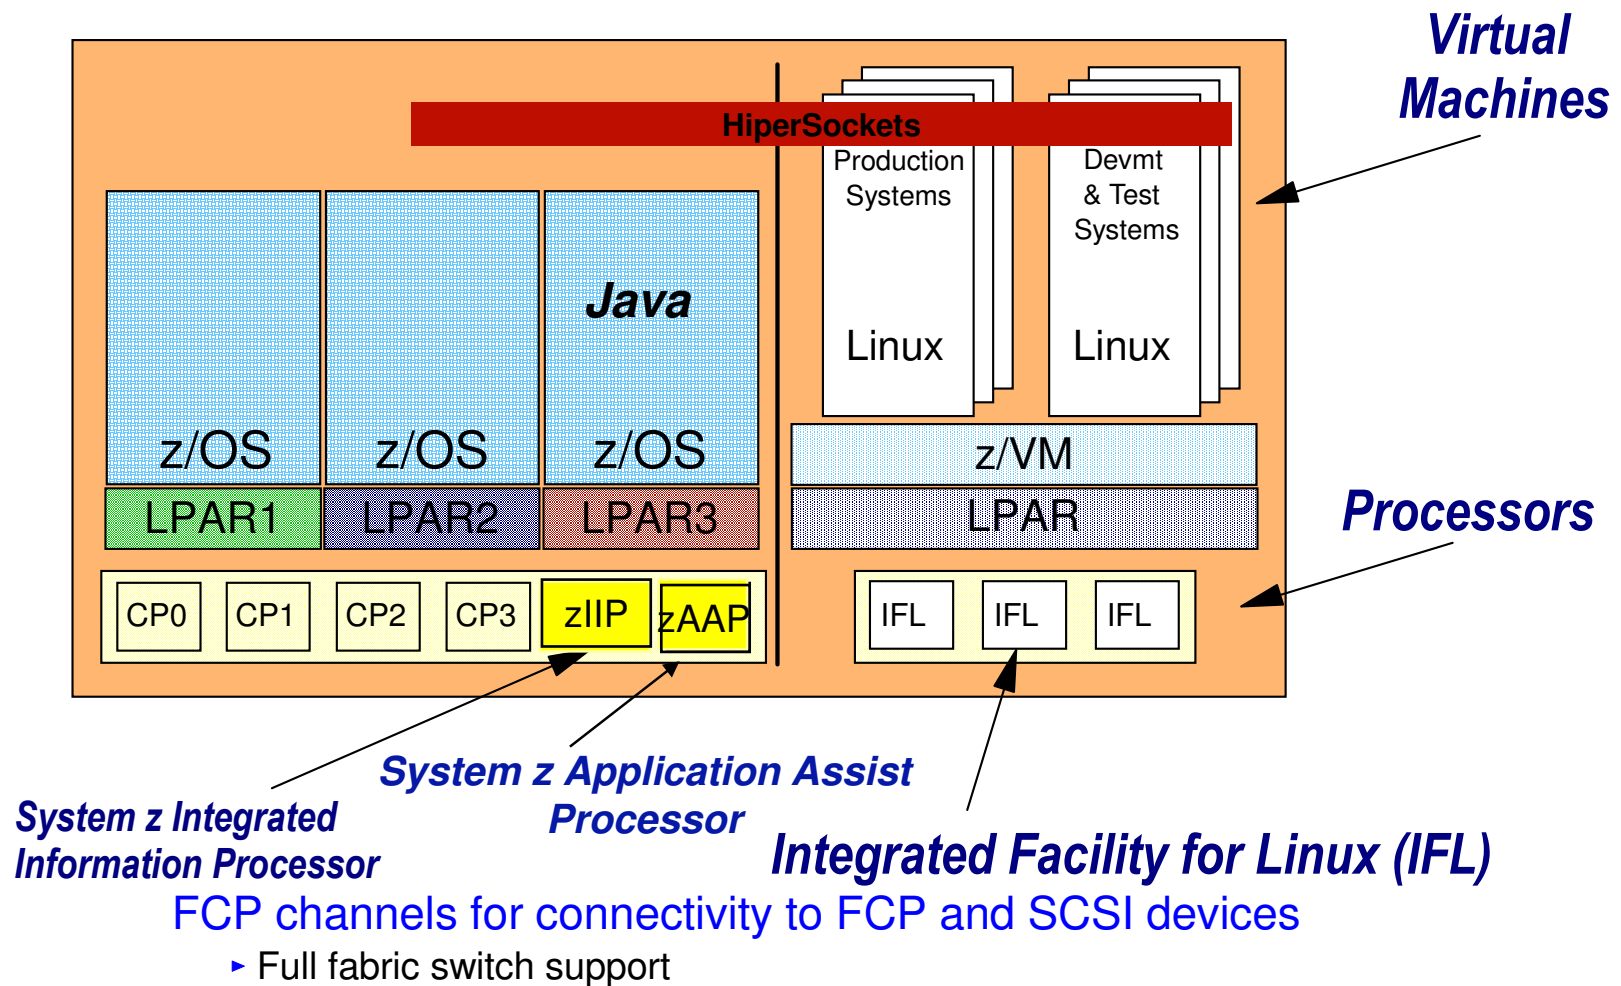 Virtual
Machines
HiperSockets
Production
Systems
Devmt
& Test
Systems
Java
Linux
Linux
z/OS
z/OS
z/OS
z/VM
LPAR1
LPAR2
LPAR3
LPAR
Processors
CP0
CP1
CP2
CP3
zIIP
zAAP
IFL
IFL
IFL
System z Application Assist
Processor
System z Integrated
Information Processor
Integrated Facility for Linux (IFL)
FCP channels for connectivity to FCP and SCSI devices
► Full fabric switch support